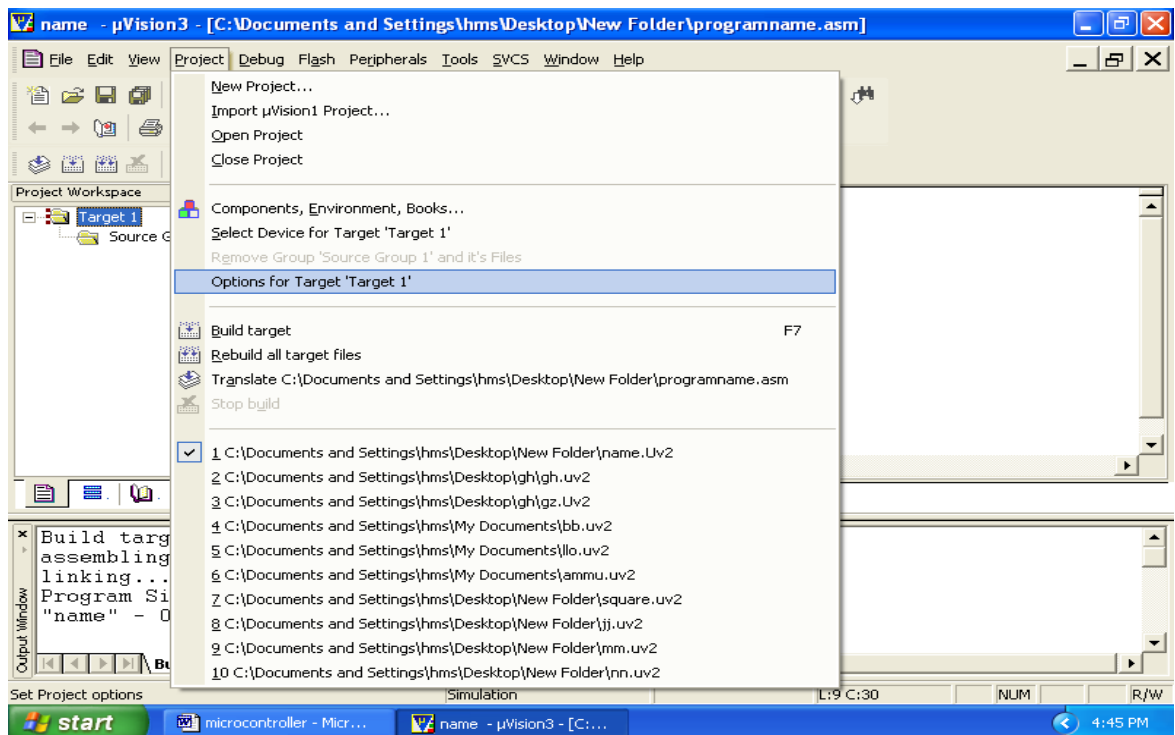 name - µVision3 - [C:\Documents and Settings\hms\Desktop\New Folder\programname.asm]
File Edit View Project Debug Flash Peripherals Tools SVCS Window Help
New Project...
Import µVision1 Project...
Open Project
Close Project
Project Workspace
Target 1
Source G
Components, Environment, Books...
Select Device for Target 'Target 1'
Remove Group 'Source Group 1' and it's Files
Options for Target 'Target 1'
Build target F7
Rebuild all target files
Translate C:\Documents and Settings\hms\Desktop\New Folder\programname.asm
Stop build
1 C:\Documents and Settings\hms\Desktop\New Folder\name.Uv2
2 C:\Documents and Settings\hms\Desktop\gh\gh.uv2
3 C:\Documents and Settings\hms\Desktop\gh\gz.Uv2
4 C:\Documents and Settings\hms\My Documents\bb.uv2
5 C:\Documents and Settings\hms\My Documents\llo.uv2
6 C:\Documents and Settings\hms\My Documents\ammu.uv2
7 C:\Documents and Settings\hms\Desktop\New Folder\square.uv2
8 C:\Documents and Settings\hms\Desktop\New Folder\jj.uv2
9 C:\Documents and Settings\hms\Desktop\New Folder\mm.uv2
10 C:\Documents and Settings\hms\Desktop\New Folder\nn.uv2
Build targ
assembling
linking...
Program Si
"name" - 0
Output Window
Bu
Set Project options Simulation L:9 C:30 NUM R/W
start microcontroller - Micr... name - µVision3 - [C:... 4:45 PM